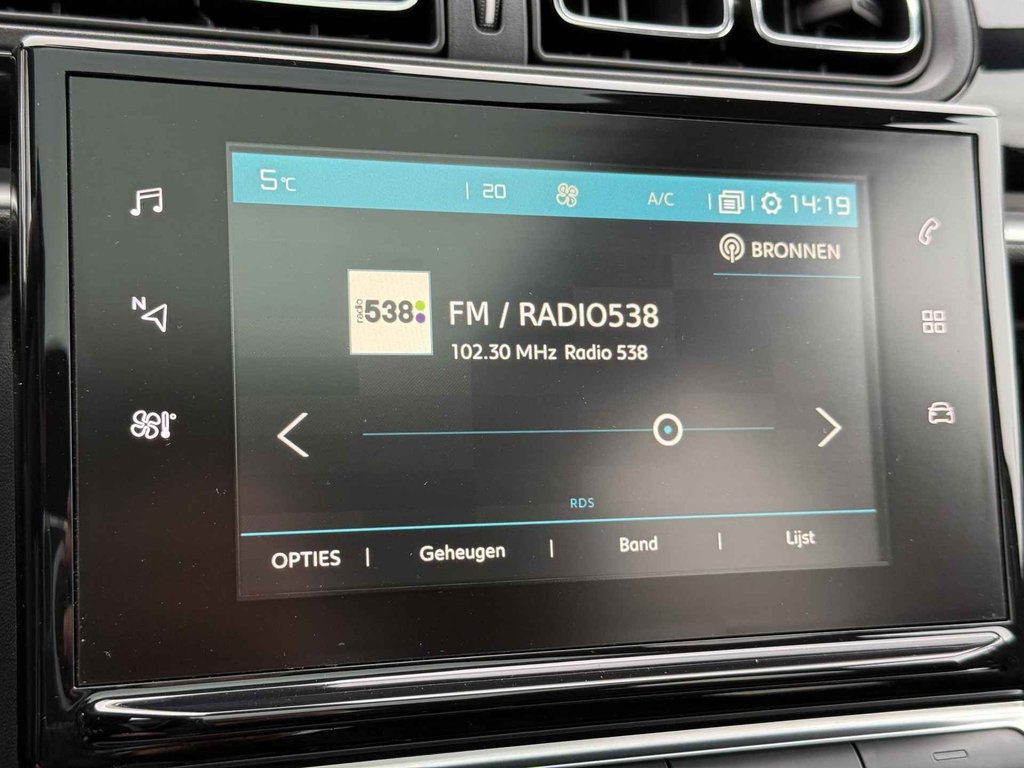 5°C | 20 A/C | | 14:19
BRONNEN
N
radio 538
FM / RADIO538
102.30 MHz Radio 538
RDS
OPTIES | Geheugen | Band | Lijst